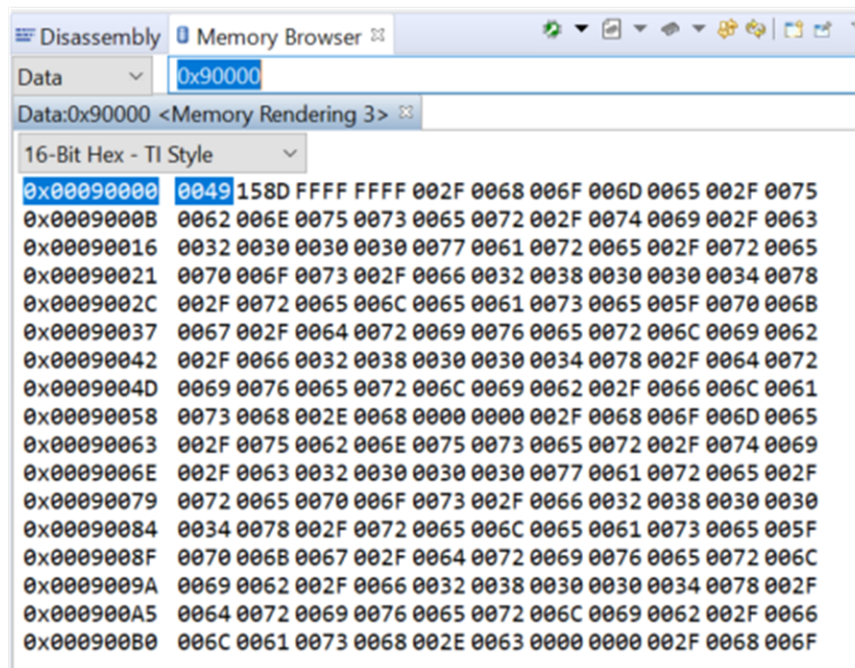 Disassembly Memory Browser
Data 0x90000
Data:0x90000 <Memory Rendering 3>
16-Bit Hex - TI Style
0x00090000 0049 158D FFFF FFFF 002F 0068 006F 006D 0065 002F 0075
0x0009000B 0062 006E 0075 0073 0065 0072 002F 0074 0069 002F 0063
0x00090016 0032 0030 0030 0030 0077 0061 0072 0065 002F 0072 0065
0x00090021 0070 006F 0073 002F 0066 0032 0038 0030 0030 0034 0078
0x0009002C 002F 0072 0065 006C 0065 0061 0073 0065 005F 0070 006B
0x00090037 0067 002F 0064 0072 0069 0076 0065 0072 006C 0069 0062
0x00090042 002F 0066 0032 0038 0030 0030 0034 0078 002F 0064 0072
0x0009004D 0069 0076 0065 0072 006C 0069 0062 002F 0066 006C 0061
0x00090058 0073 0068 002E 0068 0000 0000 002F 0068 006F 006D 0065
0x00090063 002F 0075 0062 006E 0075 0073 0065 0072 002F 0074 0069
0x0009006E 002F 0063 0032 0030 0030 0030 0077 0061 0072 0065 002F
0x00090079 0072 0065 0070 006F 0073 002F 0066 0032 0038 0030 0030
0x00090084 0034 0078 002F 0072 0065 006C 0065 0061 0073 0065 005F
0x0009008F 0070 006B 0067 002F 0064 0072 0069 0076 0065 0072 006C
0x0009009A 0069 0062 002F 0066 0032 0038 0030 0030 0034 0078 002F
0x000900A5 0064 0072 0069 0076 0065 0072 006C 0069 0062 002F 0066
0x000900B0 006C 0061 0073 0068 002E 0063 0000 0000 002F 0068 006F